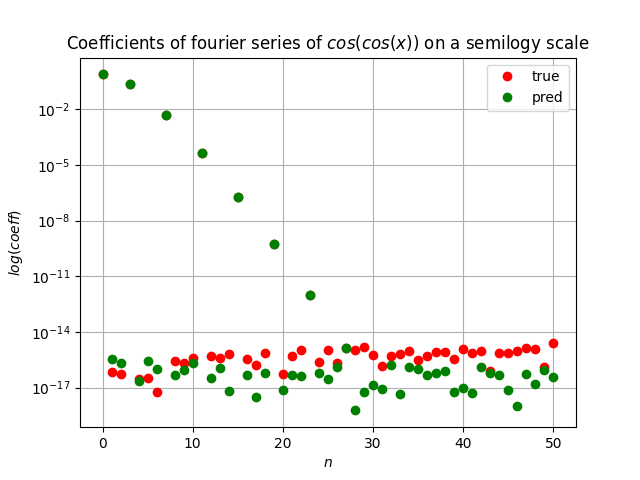 Coefficients of fourier series of cos(cos(x)) on a semilogy scale
true
pred
log(coeff)
10⁻²
10⁻⁵
10⁻⁸
10⁻¹¹
10⁻¹⁴
10⁻¹⁷
0 10 20 30 40 50
n